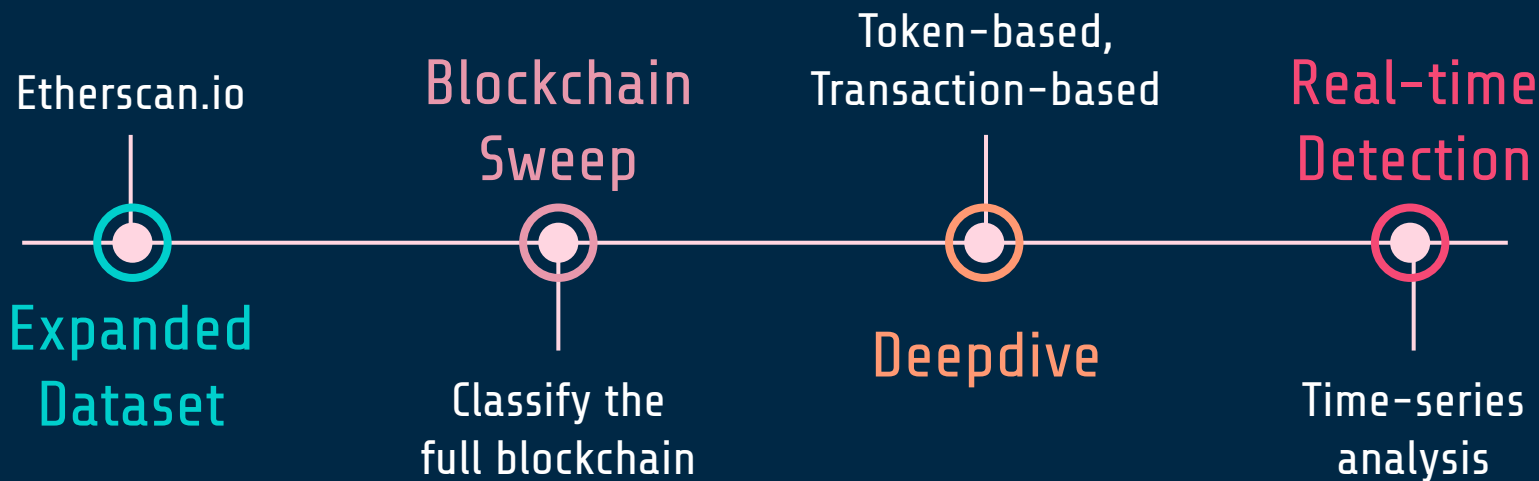 Etherscan.io
Expanded
Dataset
Blockchain
Sweep
Classify the
full blockchain
Token-based,
Transaction-based
Deepdive
Real-time
Detection
Time-series
analysis